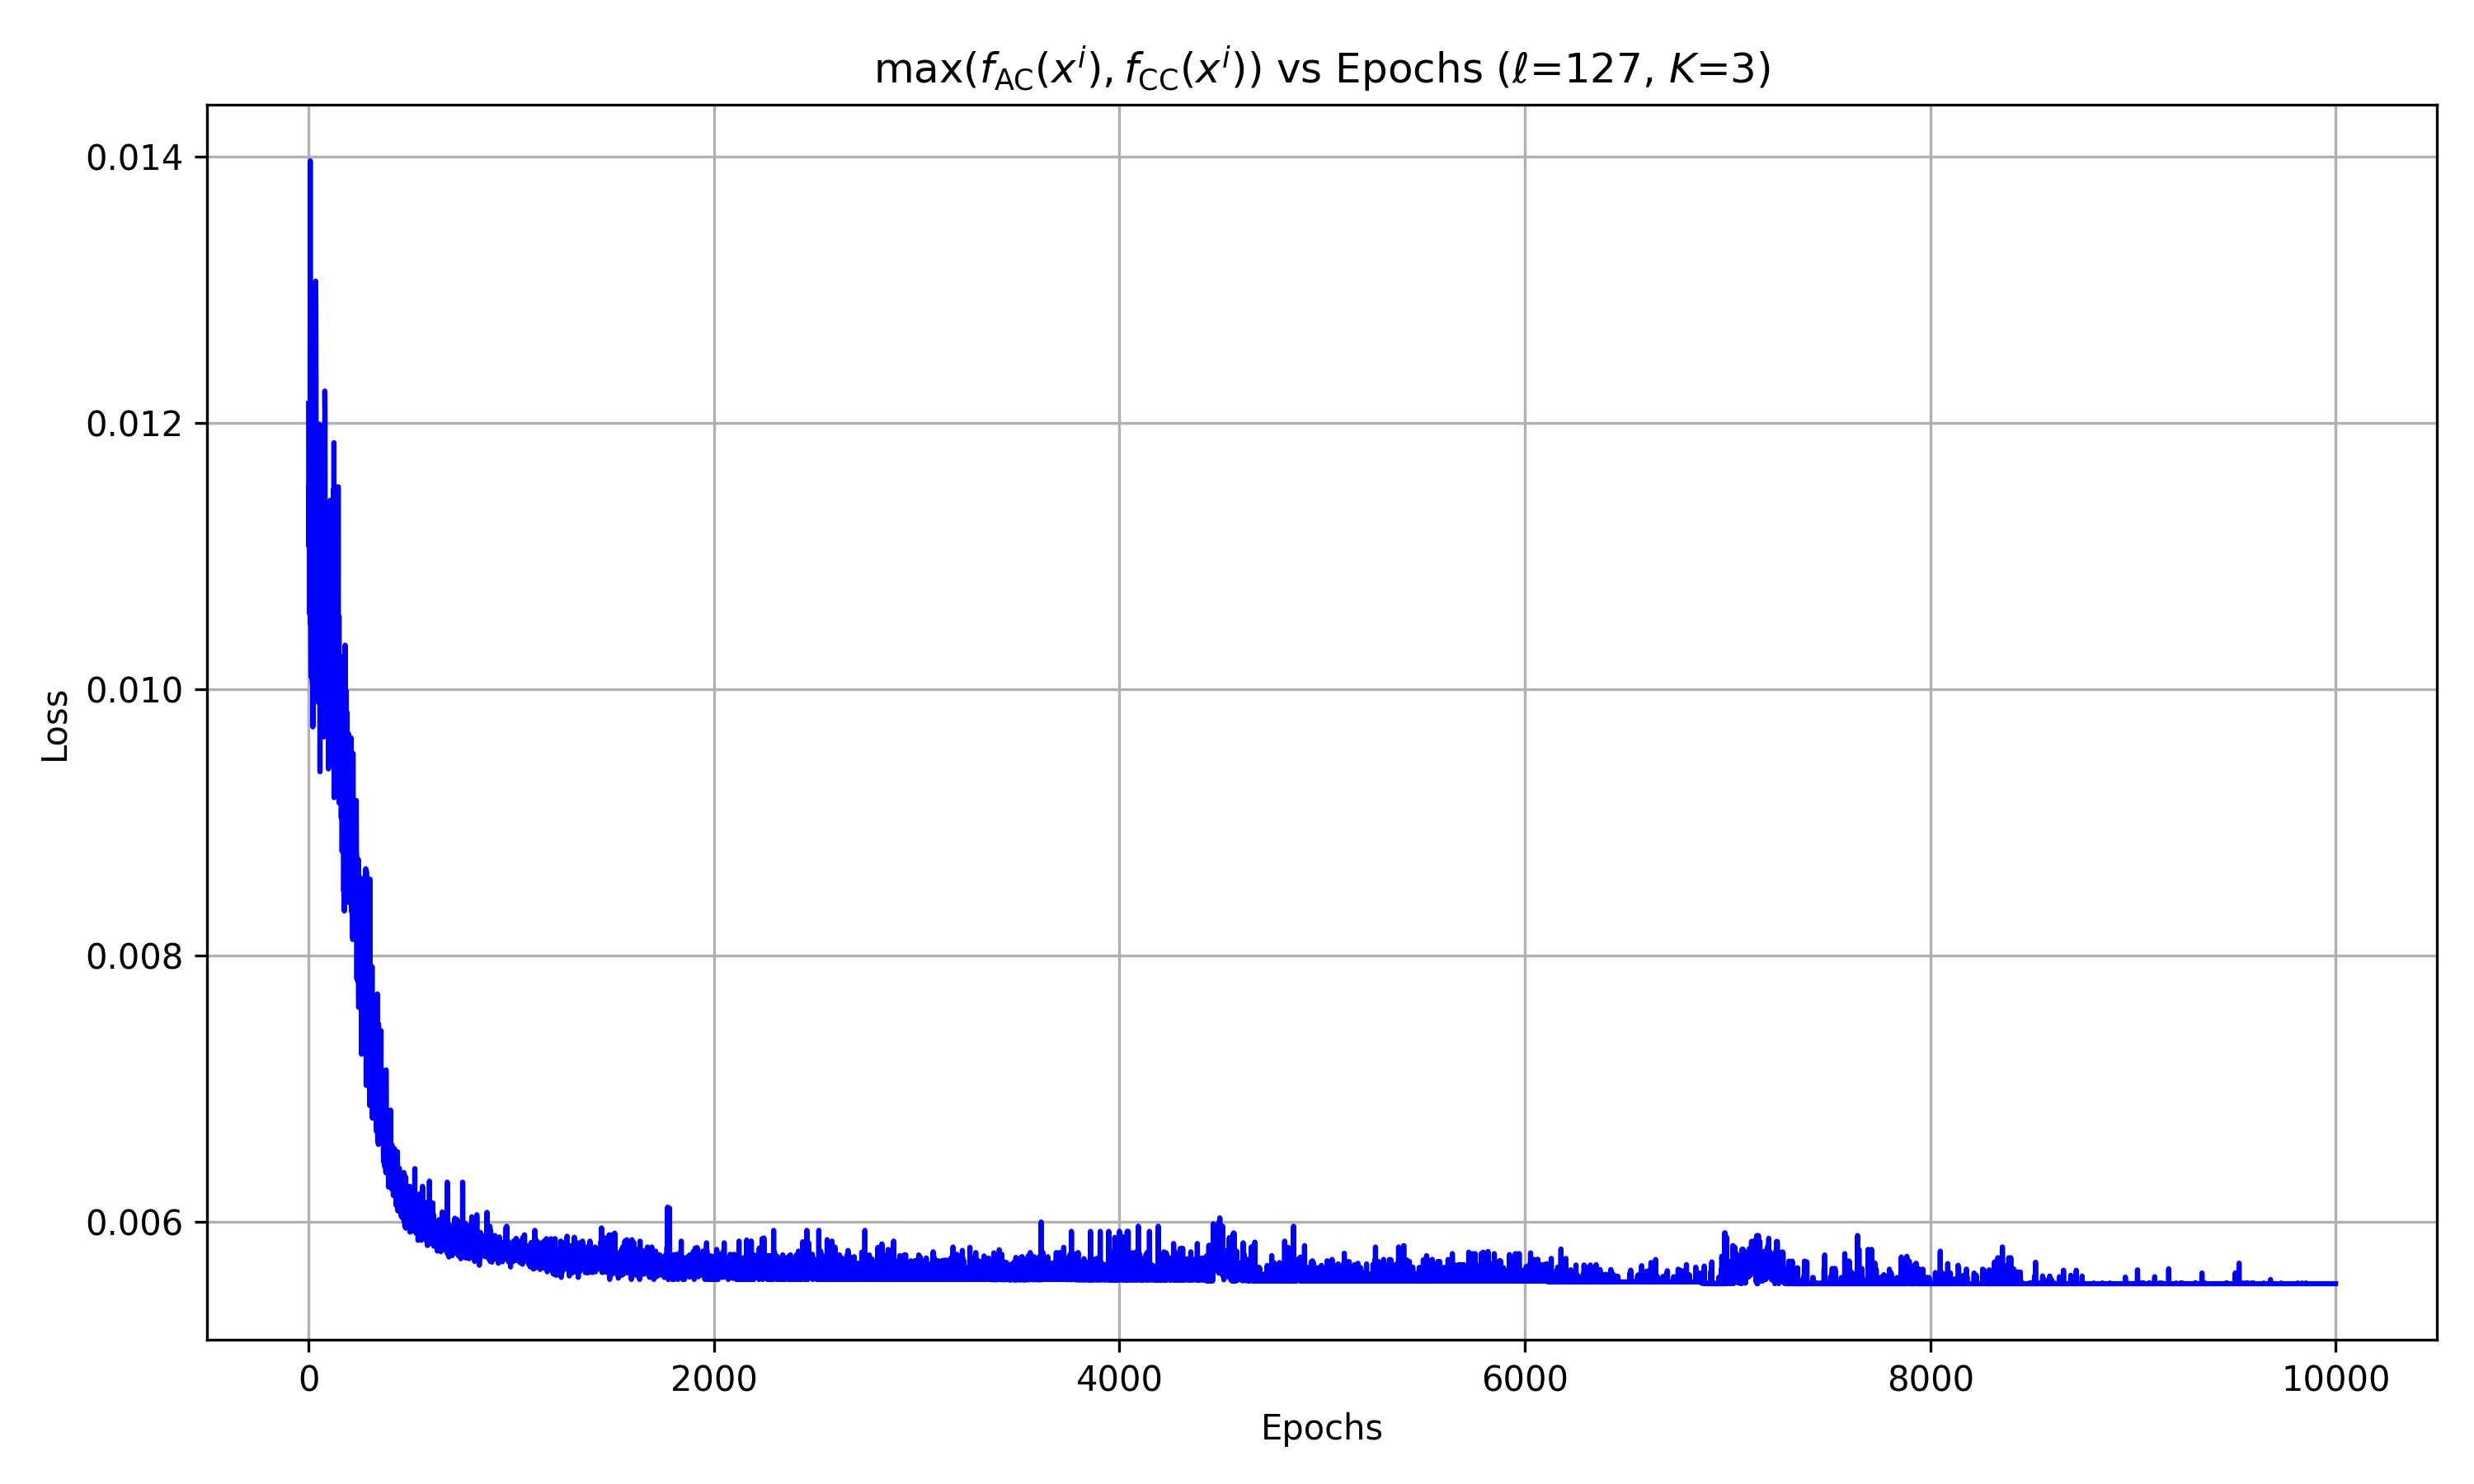 max(f_AC(x^i), f_CC(x^i)) vs Epochs (ℓ=127, K=3)
0.014
0.012
0.010
0.008
0.006
Loss
0 2000 4000 6000 8000 10000
Epochs